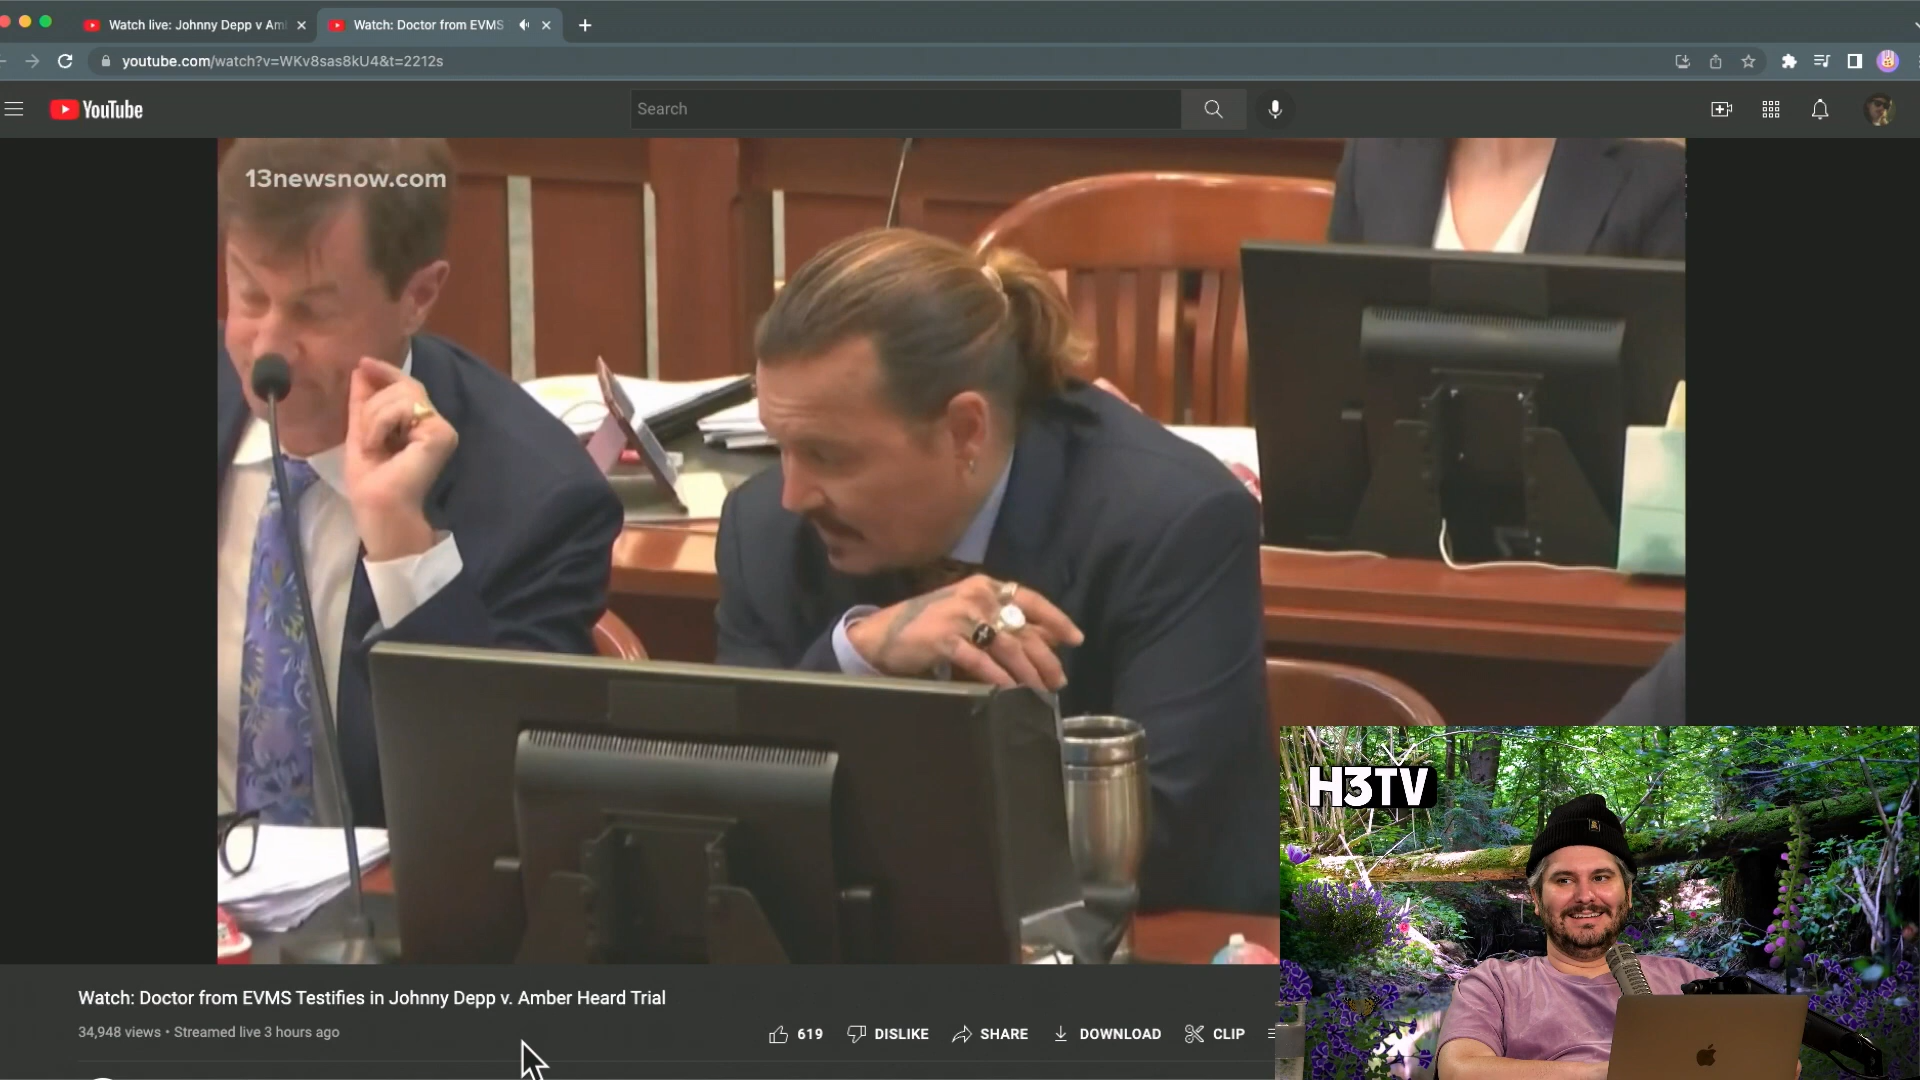 Watch live: Johnny Depp v Am
Watch: Doctor from EVMS
youtube.com/watch?v=WKv8sas8kU4&t=2212s
YouTube
Search
13newsnow.com
H3TV
Watch: Doctor from EVMS Testifies in Johnny Depp v. Amber Heard Trial
34,948 views • Streamed live 3 hours ago
619
DISLIKE
SHARE
DOWNLOAD
CLIP